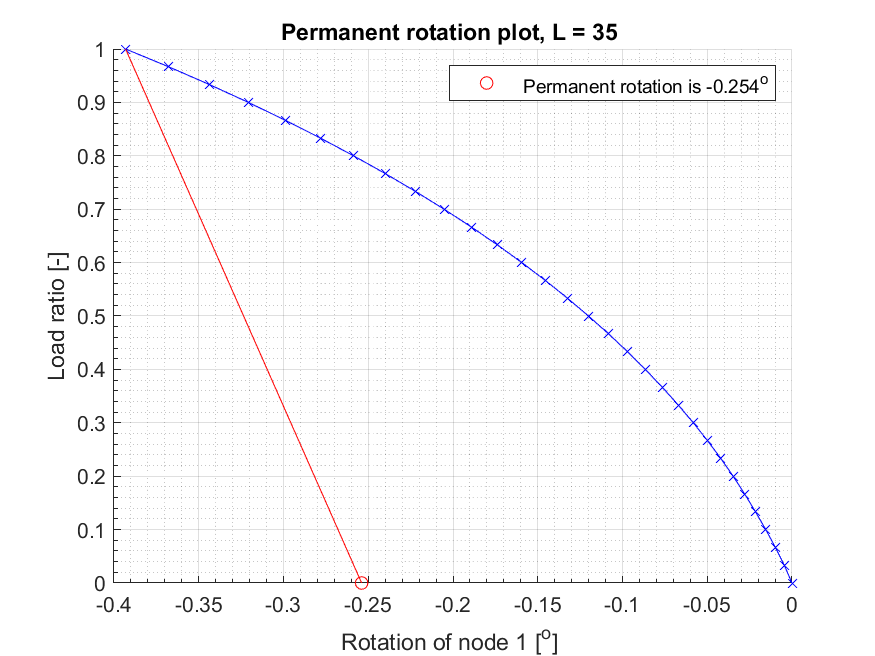 Permanent rotation plot, L = 35
Permanent rotation is -0.254°
Load ratio [-]
1
0.9
0.8
0.7
0.6
0.5
0.4
0.3
0.2
0.1
0
-0.4 -0.35 -0.3 -0.25 -0.2 -0.15 -0.1 -0.05 0
Rotation of node 1 [°]